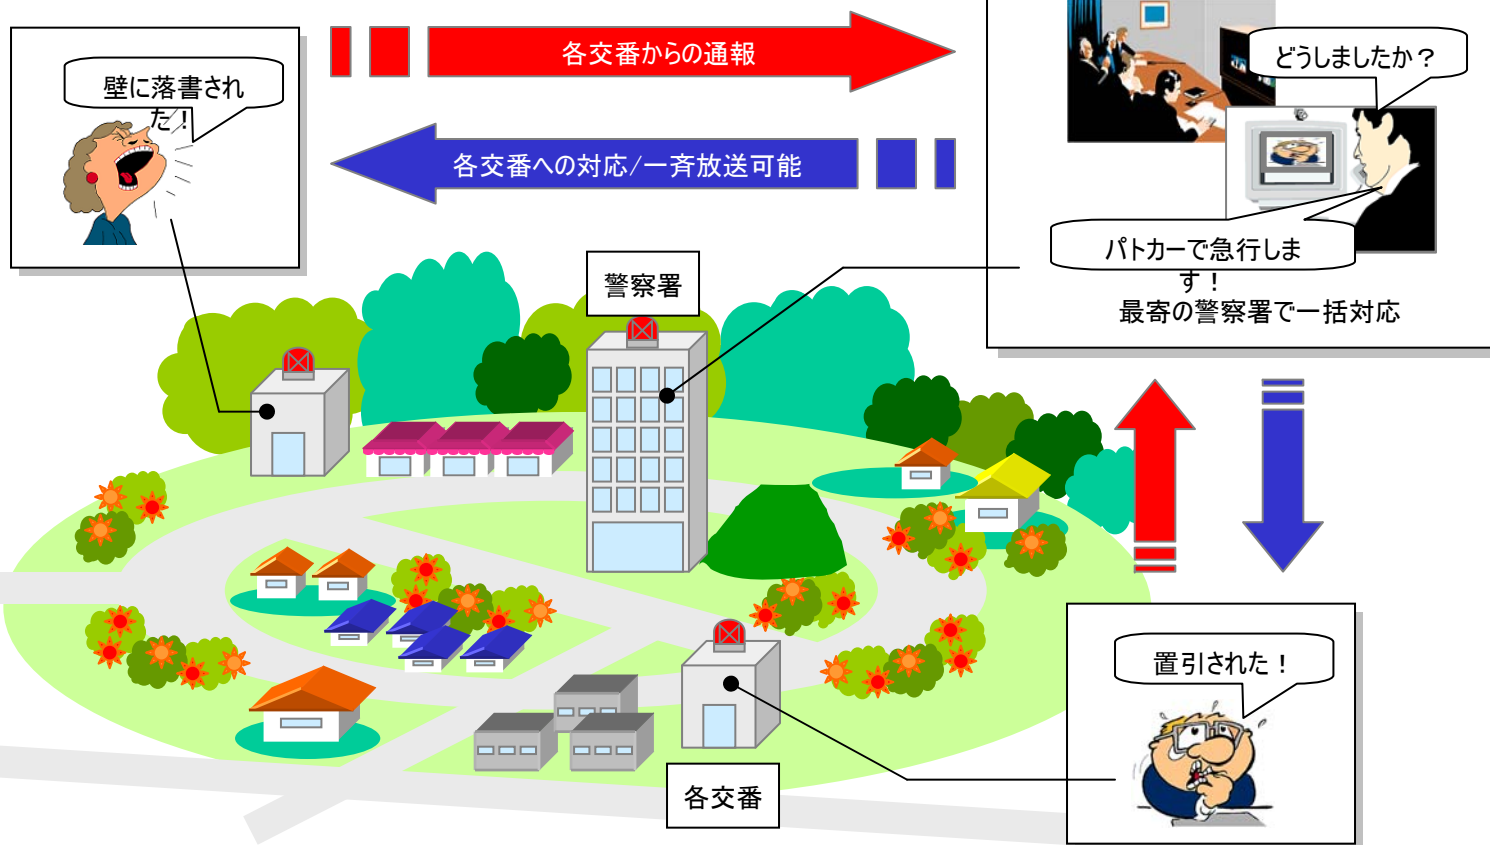 各交番からの通報
どうしましたか？
壁に落書され
た！
各交番への対応/一斉放送可能
パトカーで急行しま
す！
最寄の警察署で一括対応
警察署
置引された！
各交番